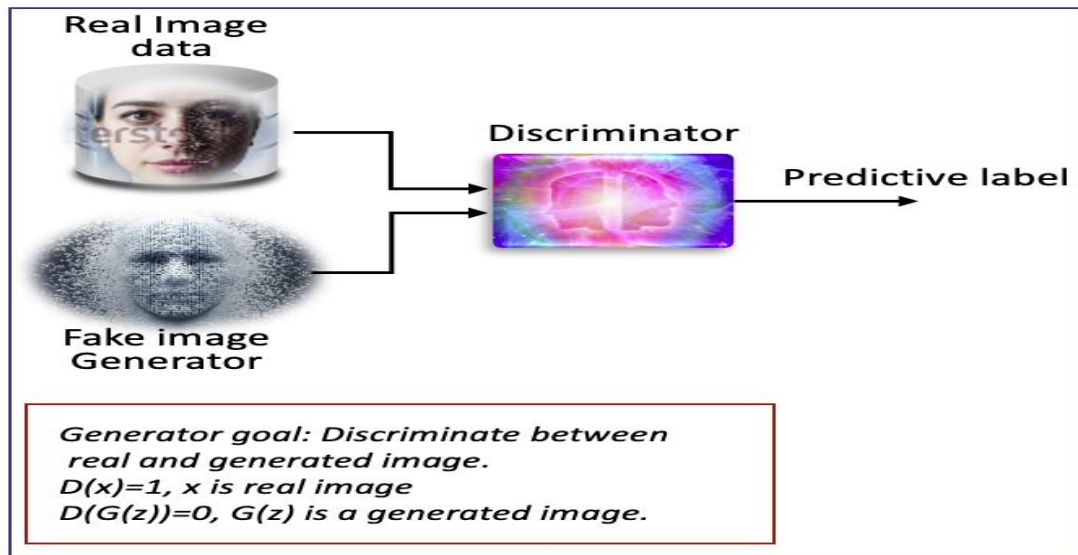 Real Image
data
erst
Discriminator
Predictive label
Fake image
Generator
Generator goal: Discriminate between
real and generated image.
D(x)=1, x is real image
D(G(z))=0, G(z) is a generated image.